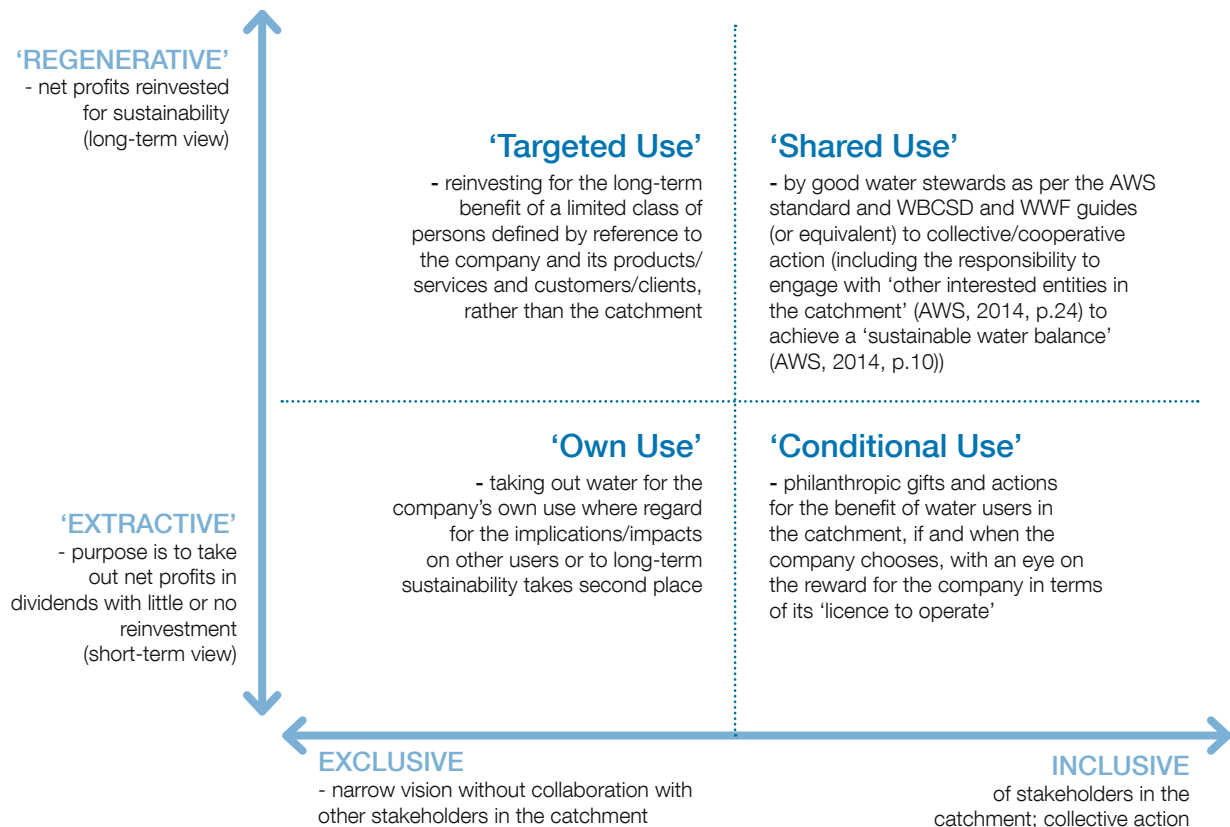 ‘REGENERATIVE’
- net profits reinvested
for sustainability
(long-term view)
‘Targeted Use’
- reinvesting for the long-term
benefit of a limited class of
persons defined by reference to
the company and its products/
services and customers/clients,
rather than the catchment
‘Shared Use’
- by good water stewards as per the AWS
standard and WBCSD and WWF guides
(or equivalent) to collective/cooperative
action (including the responsibility to
engage with ‘other interested entities in
the catchment’ (AWS, 2014, p.24) to
achieve a ‘sustainable water balance’
(AWS, 2014, p.10))
‘EXTRACTIVE’
- purpose is to take
out net profits in
dividends with little or no
reinvestment
(short-term view)
‘Own Use’
- taking out water for the
company’s own use where regard
for the implications/impacts
on other users or to long-term
sustainability takes second place
‘Conditional Use’
- philanthropic gifts and actions
for the benefit of water users in
the catchment, if and when the
company chooses, with an eye on
the reward for the company in terms
of its ‘licence to operate’
EXCLUSIVE
- narrow vision without collaboration with
other stakeholders in the catchment
INCLUSIVE
of stakeholders in the
catchment; collective action